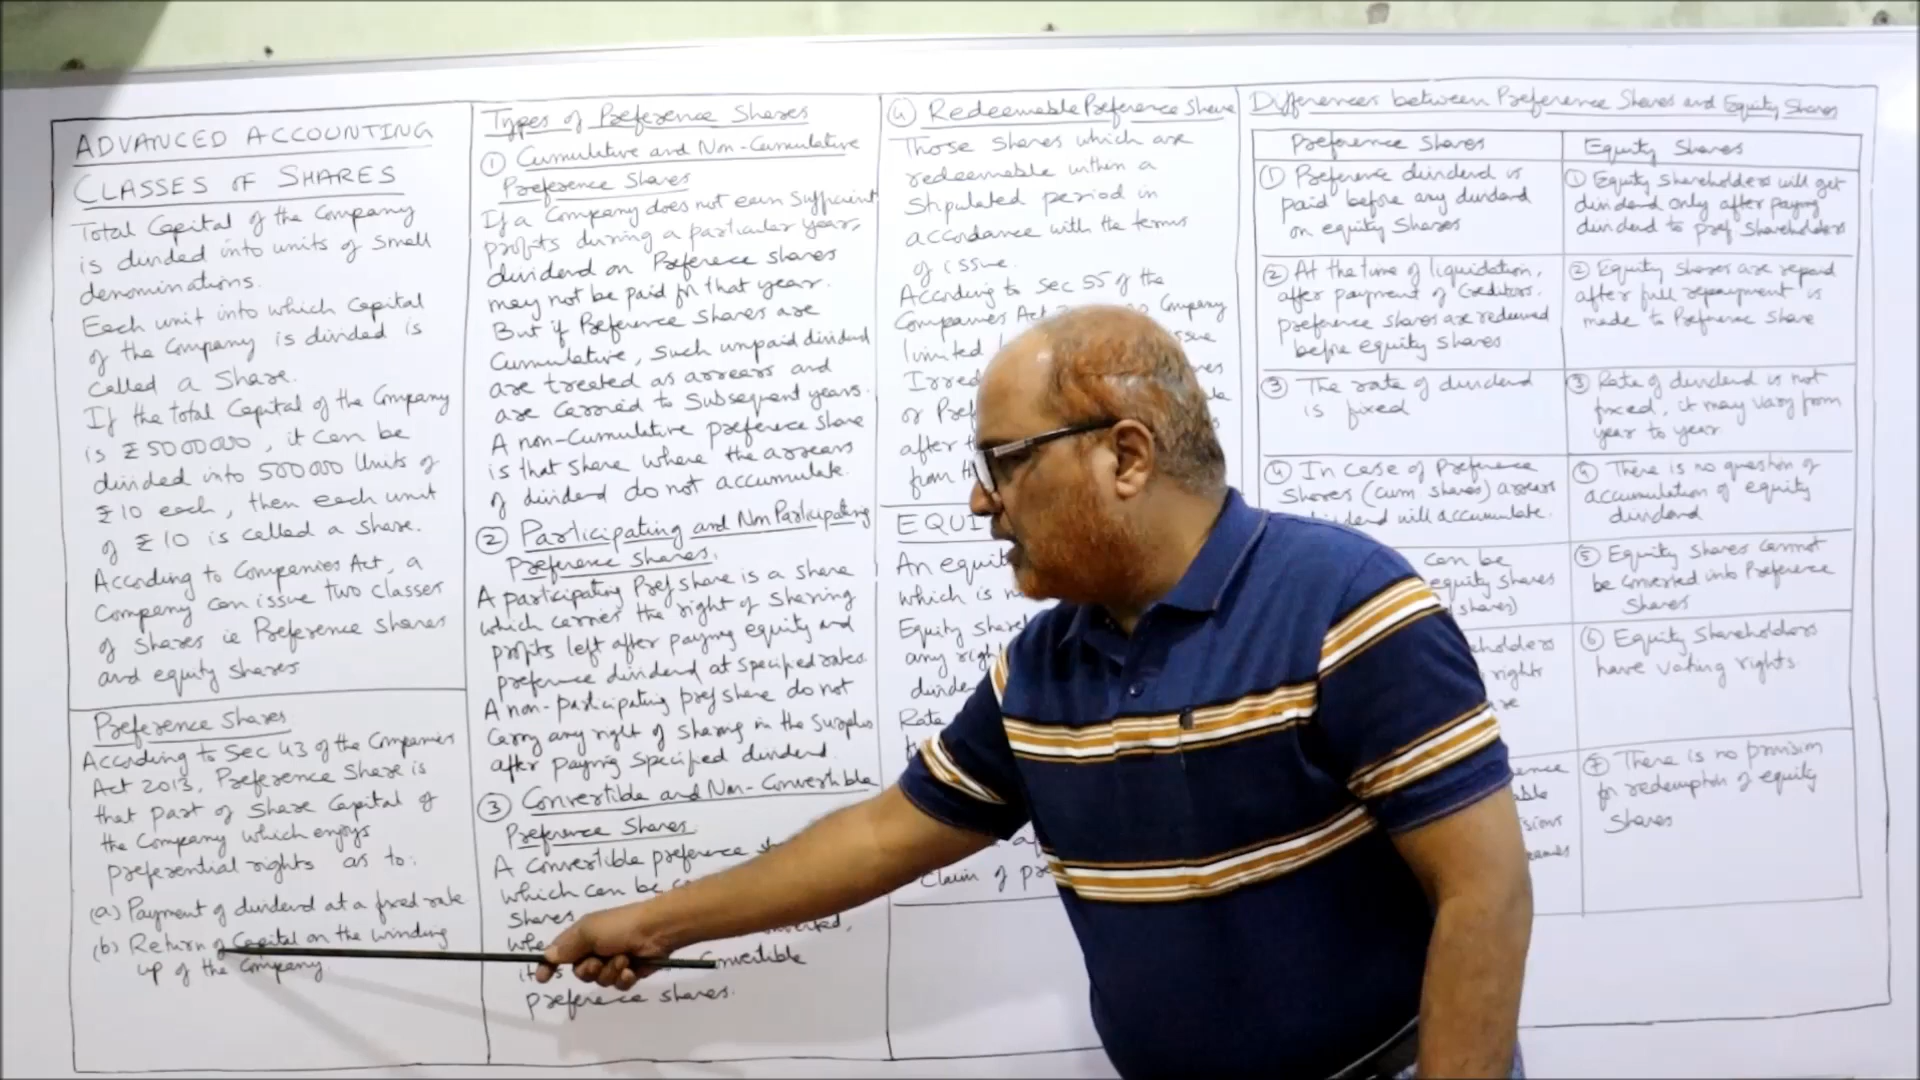 ADVANCED ACCOUNTING
CLASSES OF SHARES
Total Capital of the Company
is divided into units of small
denominations.
Each unit into which Capital
of the Company is divided is
called a Share.
If the total Capital of the Company
is ₹5000000, it can be
divided into 500000 Units of
₹10 each, then each unit
of ₹10 is called a share.
According to Companies Act, a
Company can issue two classes
of shares ie Preference shares
and equity shares
Preference Shares
According to Sec 43 of the Companies
Act 2013, Preference Share is
that part of Share Capital of
the Company which enjoys
preferential rights as to:
(a) Payment of dividend at a fixed rate
(b) Return of Capital on the winding
up of the Company
Types of Preference Shares
① Cumulative and Non-Cumulative
Preference Shares
If a Company does not earn sufficient
profits during a particular year,
dividend on Preference shares
may not be paid for that year.
But if Preference Shares are
Cumulative, such unpaid dividend
are treated as arrears and
are carried to subsequent years.
A non-Cumulative preference share
is that share where the arrears
of dividend do not accumulate.
② Participating and Non Participating
Preference Shares.
A participating Pref share is a share
which carries the right of sharing
profits left after paying equity and
preference dividend at specified rates.
A non-participating pref share do not
carry any right of sharing in the surplus
after paying specified dividend.
③ Convertible and Non-Convertible
Preference Shares.
A convertible preference
which can be
Shares
Convertible
preference shares.
④ Redeemable Preference Share
Those shares which are
redeemable within a
stipulated period in
accordance with the terms
of issue.
According to Sec 55 of the
Companies Act Company
limited
or
after
from
An
which is
Equity
any
Rate
Claim of
Differences between Preference Shares and Equity Shares
Preference Shares
① Preference dividend is
paid before any dividend
on equity shares
② At the time of liquidation,
after payment of Creditors,
preference shares are redeemed
before equity shares
③ The rate of dividend
is fixed
④ In case of Preference
Shares (cum shares) arrears
dividend will accumulate.
can be
equity shares
shares)
rights
Equity Shares
① Equity shareholders will get
dividend only after paying
dividend to pref shareholders
② Equity shares are repaid
after full repayment is
made to Preference share
③ Rate of dividend is not
fixed, it may vary from
year to year
④ There is no question of
accumulation of equity
dividend
⑤ Equity Shares cannot
be converted into Preference
Shares
⑥ Equity Shareholders
have voting rights
⑦ There is no provision
for redemption of equity
Shares